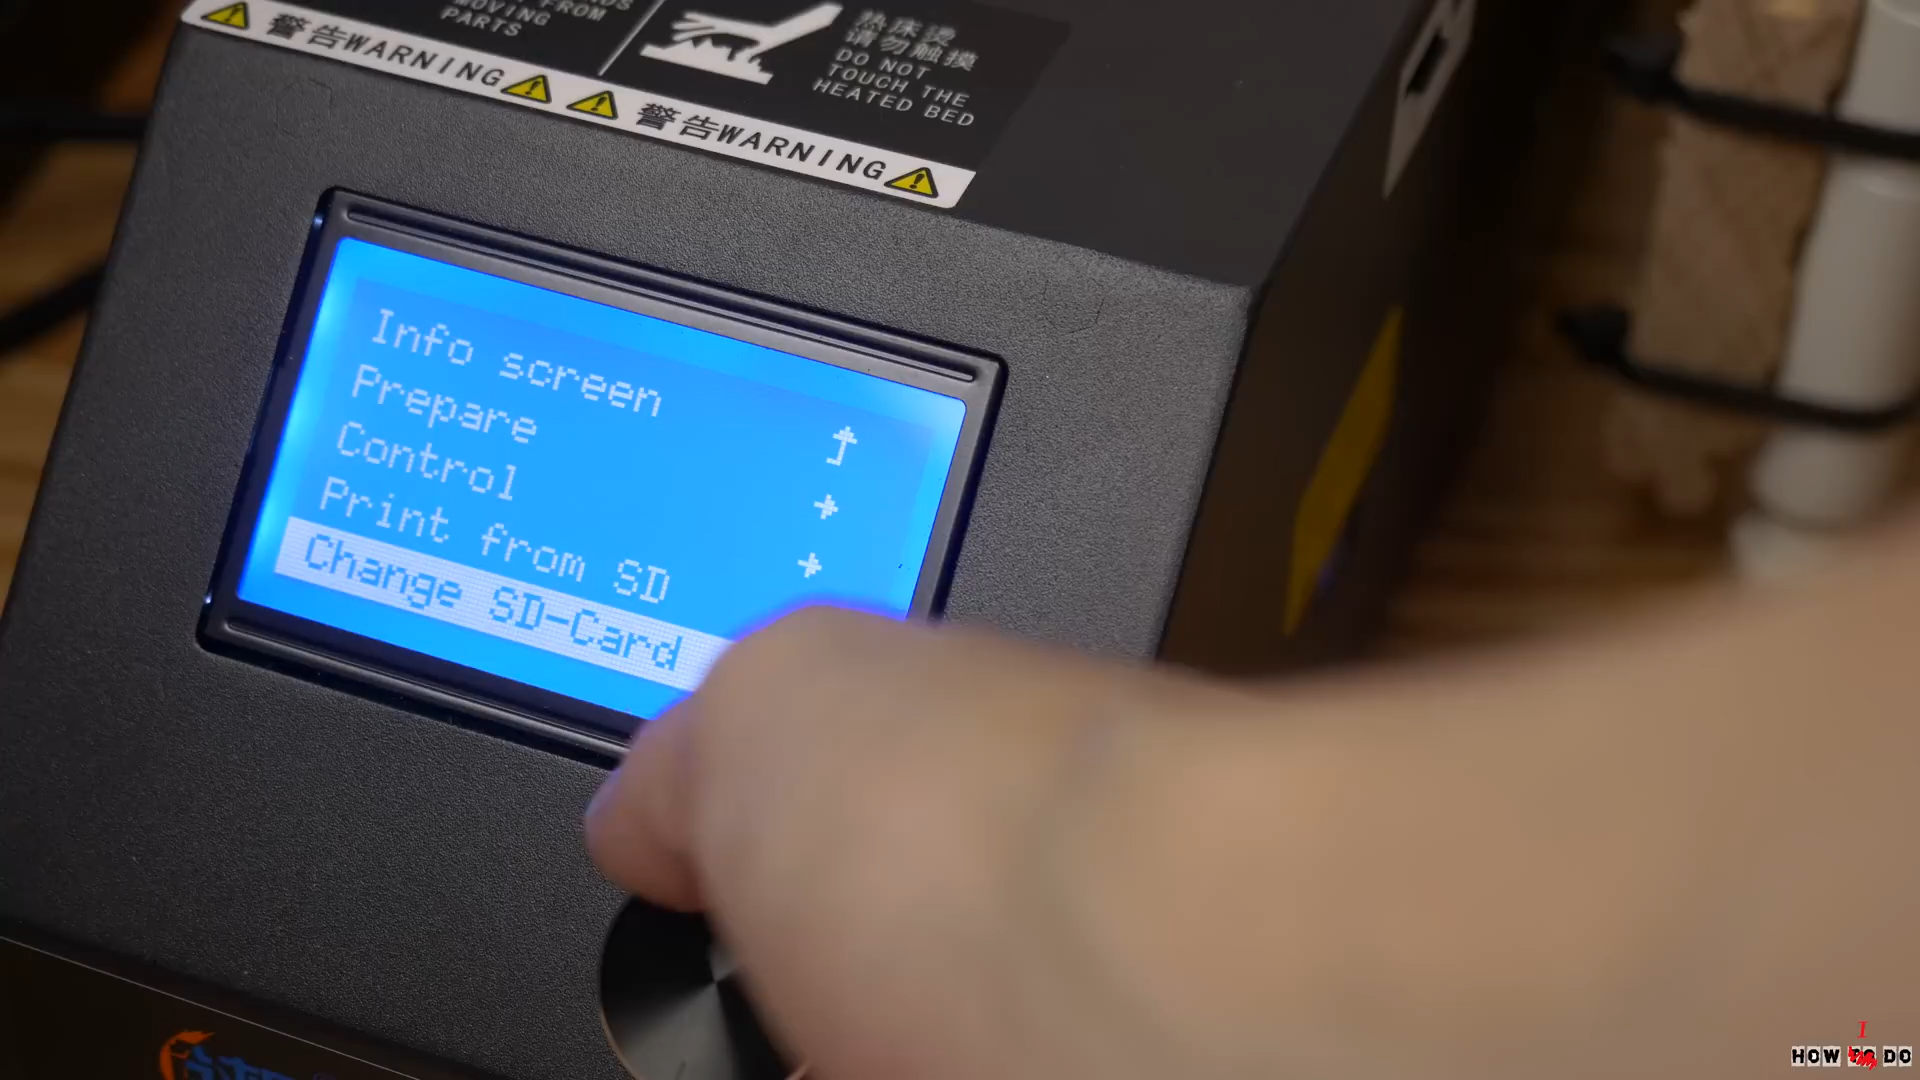 FROM
MOVING
PARTS
热床烫
请勿触摸
DO NOT
TOUCH THE
HEATED BED
警告WARNING
警告WARNING
Info screen
Prepare
Control
Print from SD
Change SD-Card
I
HOW TO DO